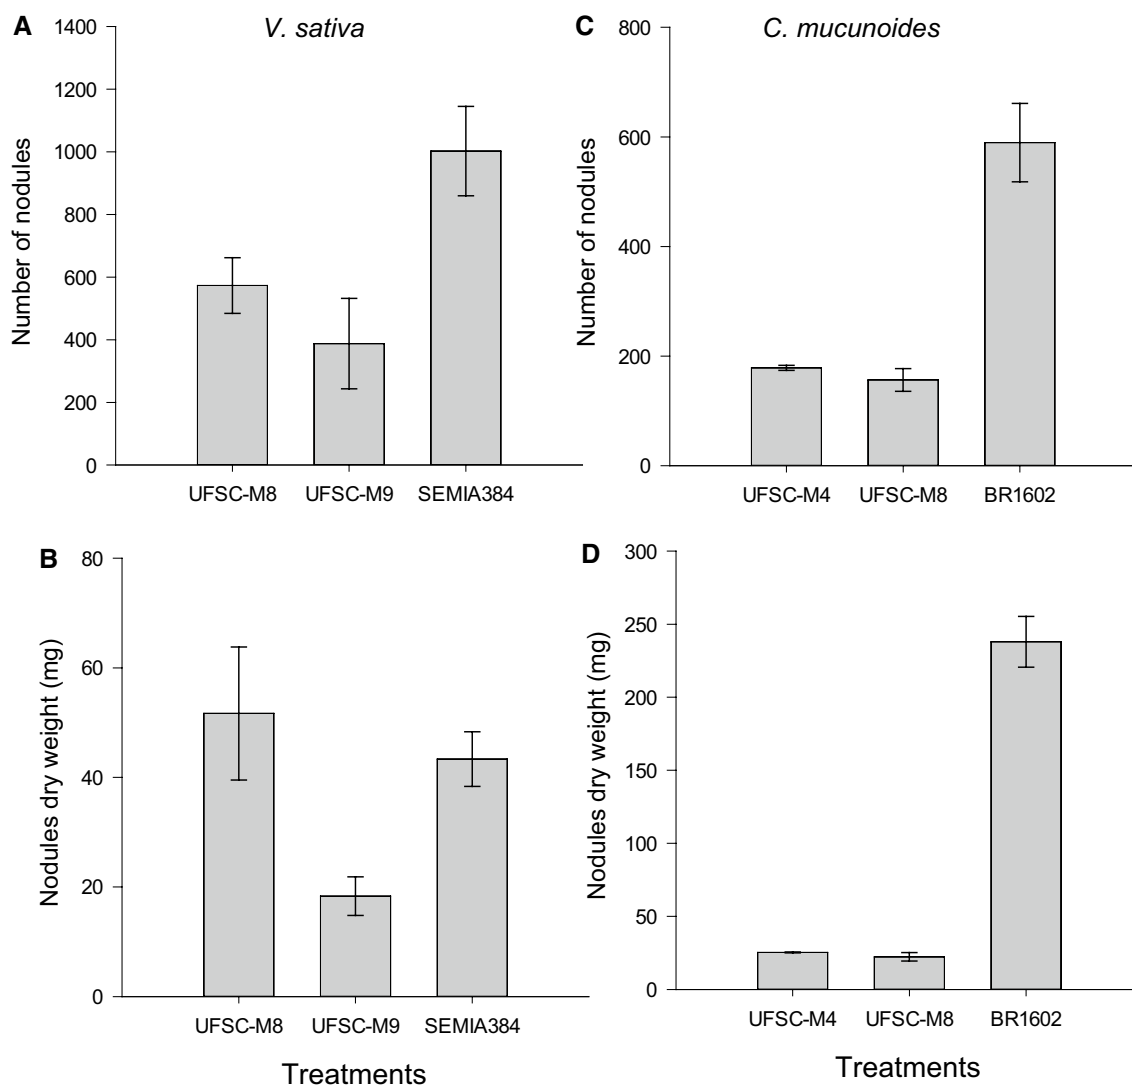 A
V. sativa
1400
1200
1000
800
600
400
200
0
Number of nodules
UFSC-M8 UFSC-M9 SEMIA384
B
80
60
40
20
0
Nodules dry weight (mg)
UFSC-M8 UFSC-M9 SEMIA384
Treatments
C
C. mucunoides
800
600
400
200
0
Number of nodules
UFSC-M4 UFSC-M8 BR1602
D
300
250
200
150
100
50
0
Nodules dry weight (mg)
UFSC-M4 UFSC-M8 BR1602
Treatments